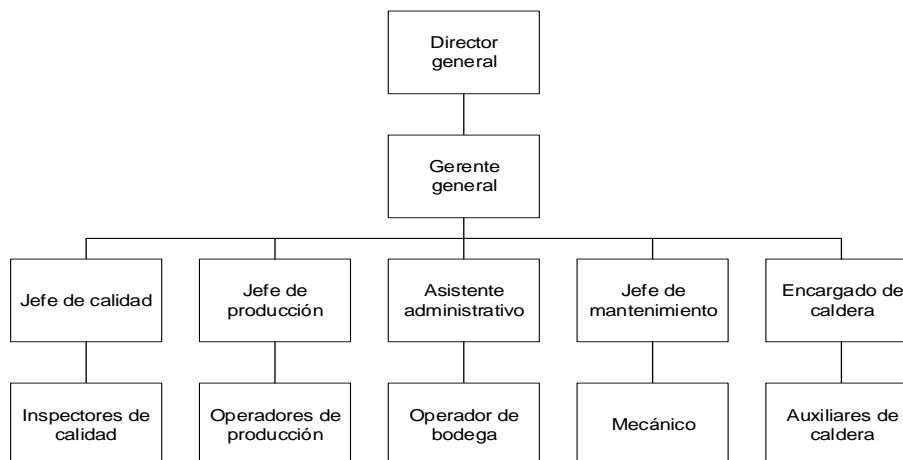 Director
general
Gerente
general
Jefe de calidad
Jefe de
producción
Asistente
administrativo
Jefe de
mantenimiento
Encargado de
caldera
Inspectores de
calidad
Operadores de
producción
Operador de
bodega
Mecánico
Auxiliares de
caldera